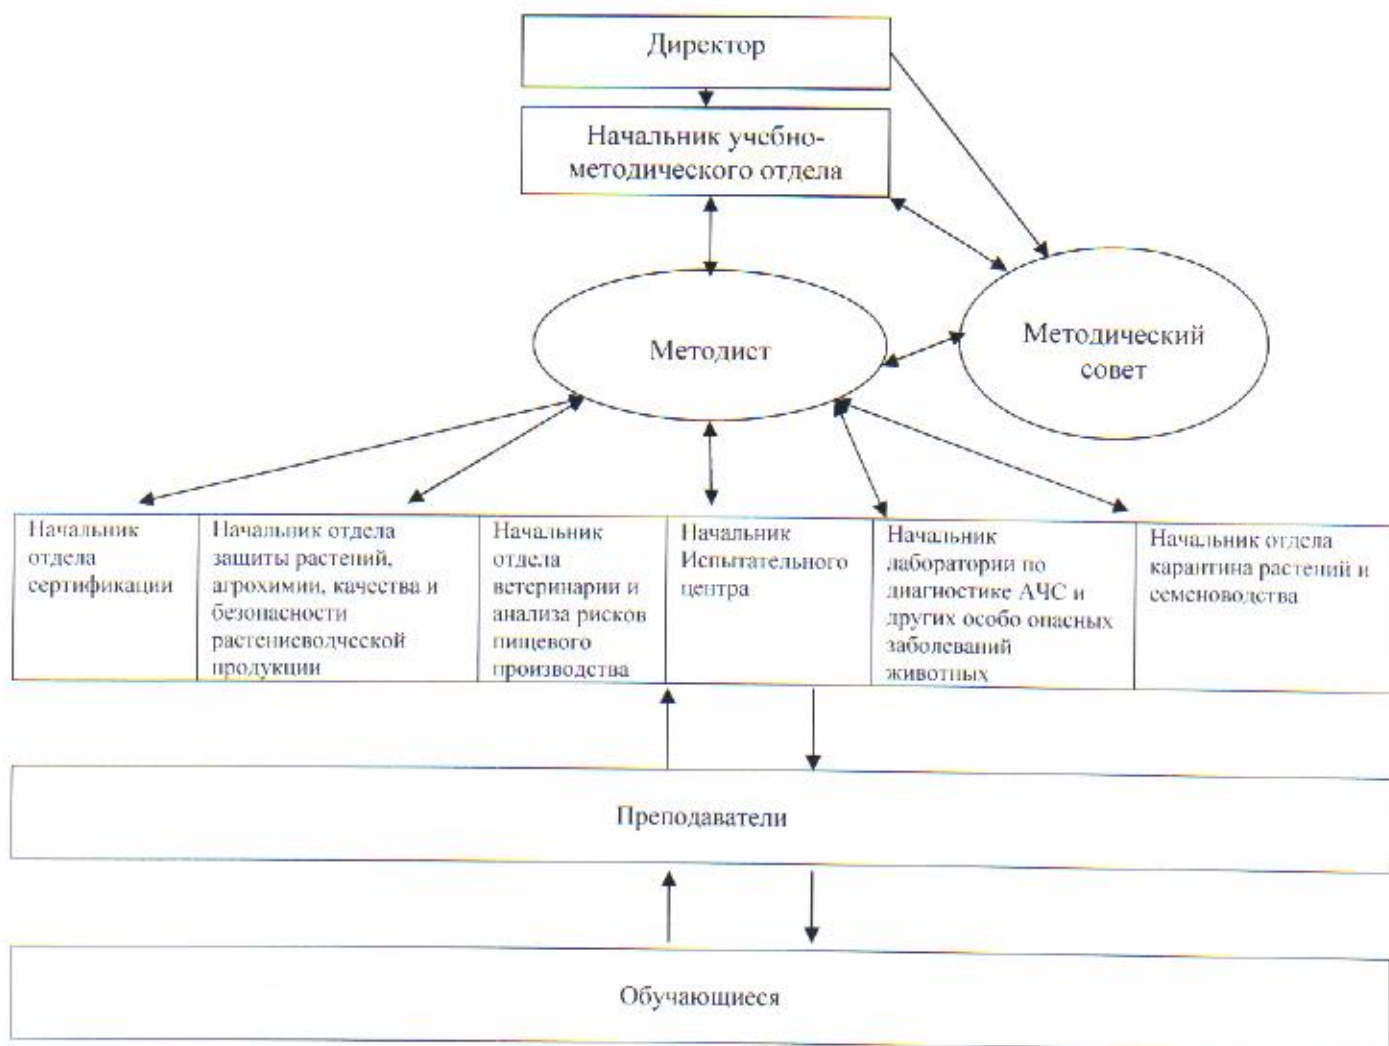 Директор
Начальник учебно-
методического отдела
Методист
Методический
совет
Начальник
отдела
сертификации
Начальник отдела
защиты растений,
агрохимии, качества и
безопасности
растениеводческой
продукции
Начальник
отдела
ветеринарии и
анализа рисков
пищевого
производства
Начальник
Испытательного
центра
Начальник
лаборатории по
диагностике АЧС и
других особо опасных
заболеваний
животных
Начальник отдела
карантина растений и
семеноводства
Преподаватели
Обучающиеся